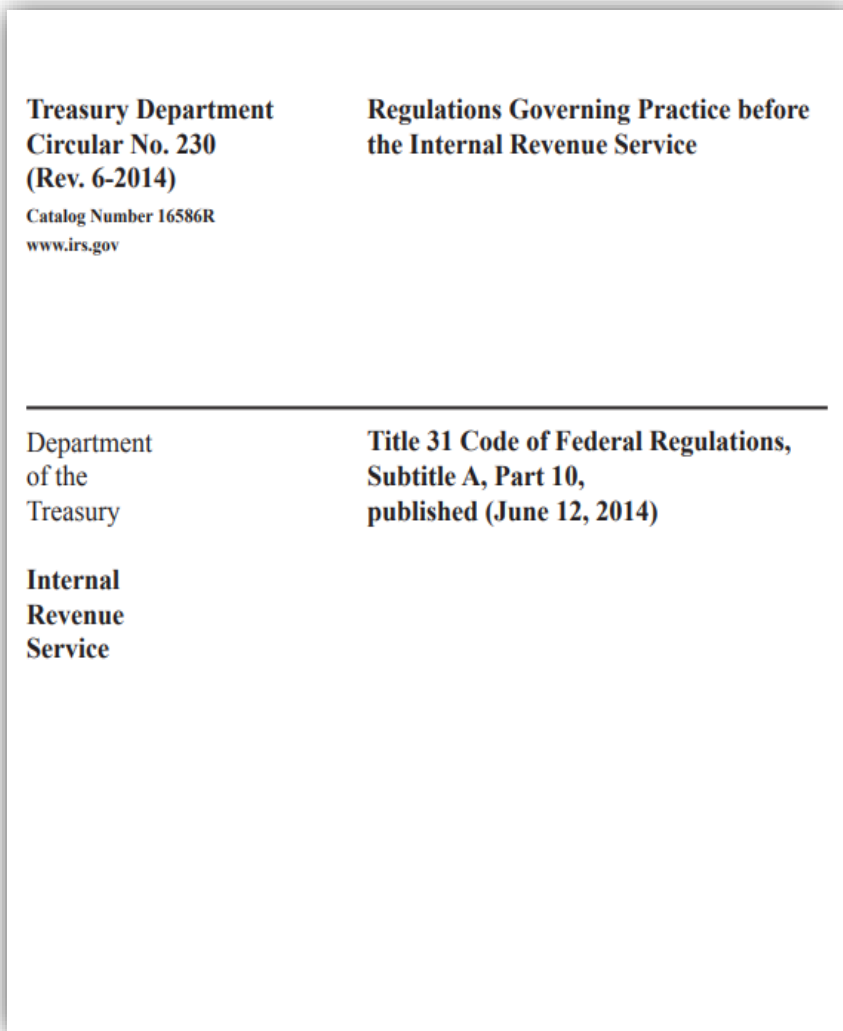 Treasury Department
Circular No. 230
(Rev. 6-2014)
Catalog Number 16586R
www.irs.gov
Regulations Governing Practice before
the Internal Revenue Service
Department
of the
Treasury
Internal
Revenue
Service
Title 31 Code of Federal Regulations,
Subtitle A, Part 10,
published (June 12, 2014)